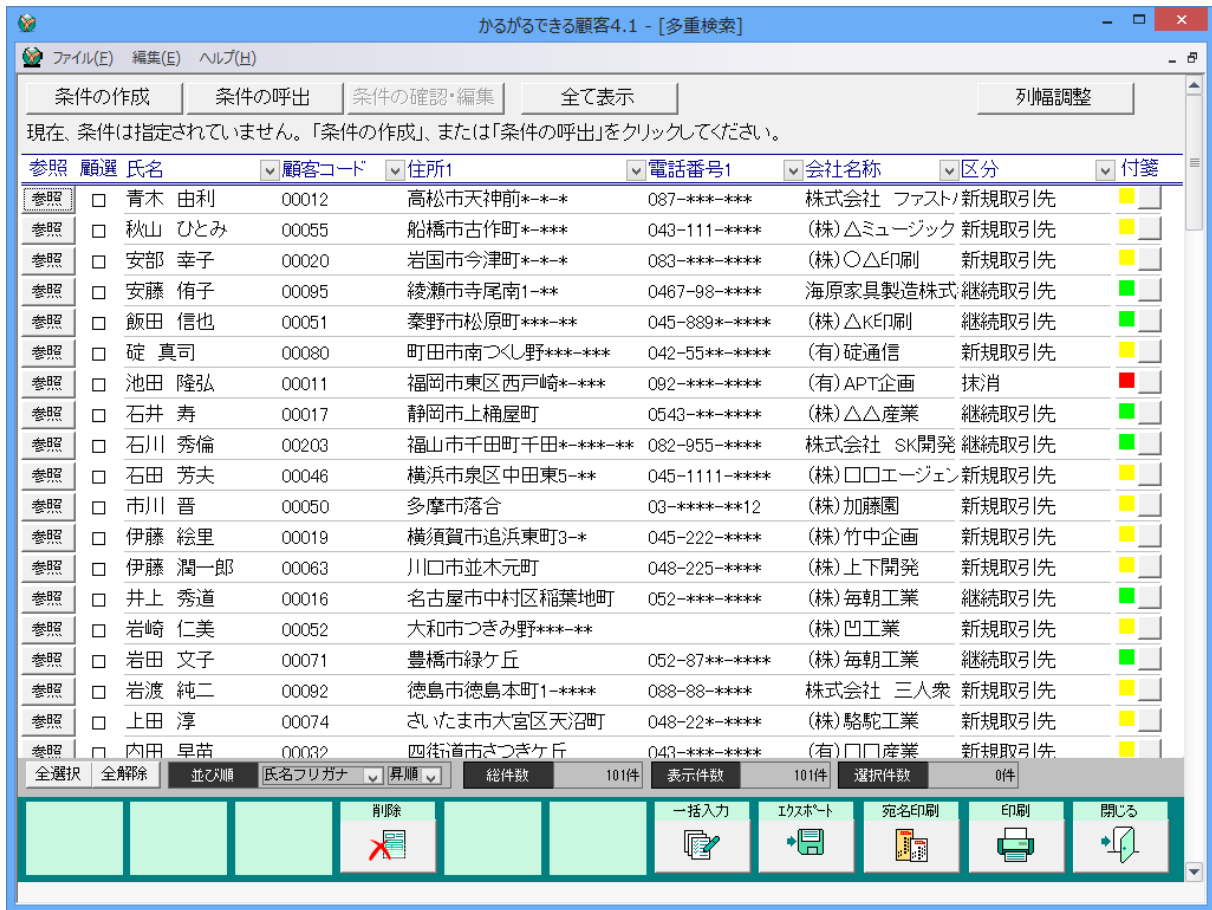 かるがるできる顧客4.1 - [多重検索]
ファイル(F) 編集(E) ヘルプ(H)
条件の作成 条件の呼出 条件の確認・編集 全て表示 列幅調整
現在、条件は指定されていません。「条件の作成」、または「条件の呼出」をクリックしてください。
参照 顧選 氏名 顧客コード 住所1 電話番号1 会社名称 区分 付箋
参照 青木 由利 00012 高松市天神前*-*-* 087-***-**** 株式会社 ファスト 新規取引先
参照 秋山 ひとみ 00055 船橋市古作町*-*** 043-111-**** (株)△ミュージック 新規取引先
参照 安部 幸子 00020 岩国市今津町*-*-* 083-***-**** (株)○△印刷 新規取引先
参照 安藤 侑子 00095 綾瀬市寺尾南1-** 0467-98-**** 海原家具製造株式 継続取引先
参照 飯田 信也 00051 秦野市松原町***-** 045-889*-**** (株)△K印刷 継続取引先
参照 碇 真司 00080 町田市南つくし野***-*** 042-55**-**** (有)碇通信 新規取引先
参照 池田 隆弘 00011 福岡市東区西戸崎*-*** 092-***-**** (有)APT企画 抹消
参照 石井 寿 00017 静岡市上桶屋町 0543-**-**** (株)△△産業 継続取引先
参照 石川 秀倫 00203 福山市千田町千田*-***-** 082-955-**** 株式会社 SK開発 継続取引先
参照 石田 芳夫 00046 横浜市泉区中田東5-** 045-1111-**** (株)□□エージェン 新規取引先
参照 市川 晋 00050 多摩市落合 03-****-**12 (株)加藤園 新規取引先
参照 伊藤 絵里 00019 横須賀市追浜東町3-* 045-222-**** (株)竹中企画 新規取引先
参照 伊藤 潤一郎 00063 川口市並木元町 048-225-**** (株)上下開発 新規取引先
参照 井上 秀道 00016 名古屋市中村区稲葉地町 052-***-**** (株)毎朝工業 継続取引先
参照 岩崎 仁美 00052 大和市つきみ野***-** (株)凹工業 新規取引先
参照 岩田 文子 00071 豊橋市緑ケ丘 052-87**-**** (株)毎朝工業 継続取引先
参照 岩渡 純二 00092 徳島市徳島本町1-**** 088-88-**** 株式会社 三人衆 新規取引先
参照 上田 淳 00074 さいたま市大宮区天沼町 048-22*-**** (株)駱駝工業 新規取引先
参照 内田 早苗 00032 四街道市さつきケ丘 043-***-**** (有)□□産業 新規取引先
全選択 全解除 並び順 氏名フリガナ 昇順 総件数 101件 表示件数 101件 選択件数 0件
削除 一括入力 エクスポート 宛名印刷 印刷 閉じる